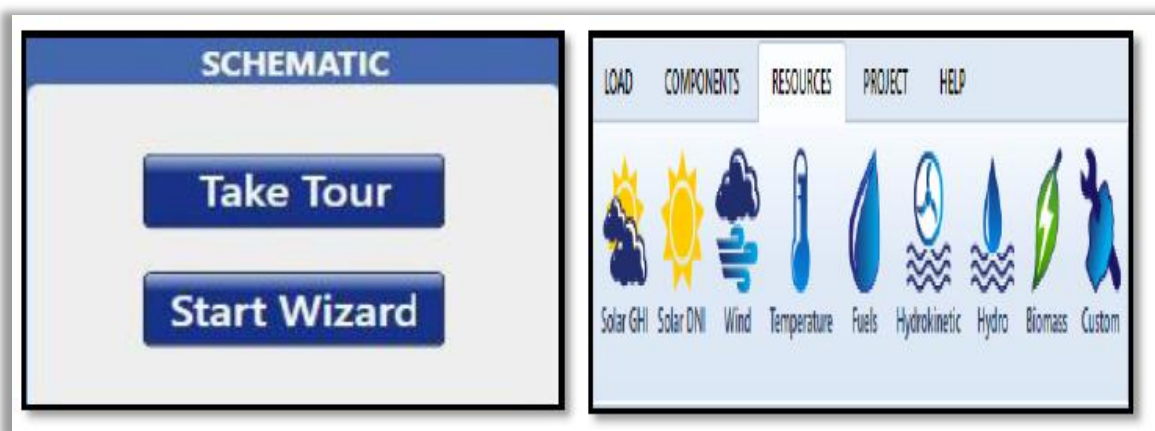 SCHEMATIC
Take Tour
Start Wizard
LOAD COMPONENTS RESOURCES PROJECT HELP
Solar GHI Solar DNI Wind Temperature Fuels Hydrokinetic Hydro Biomass Custom